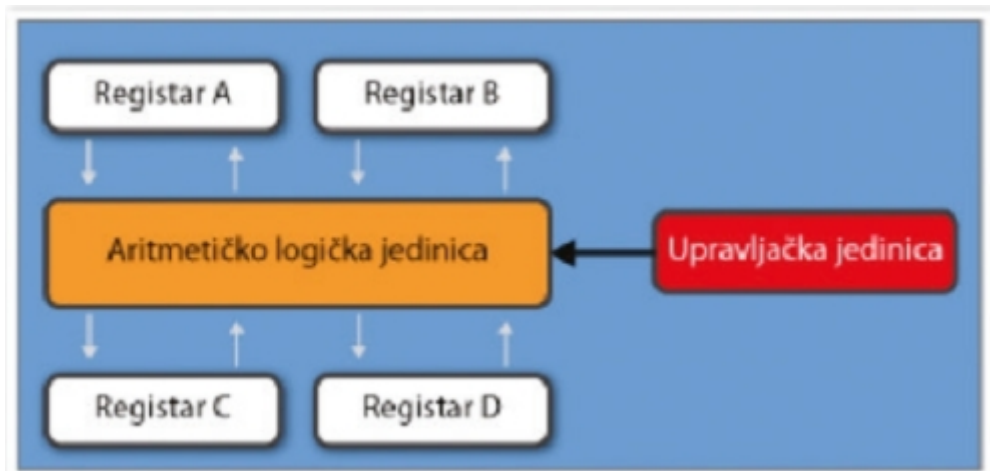 Registar A
Registar B
Aritmetičko logička jedinica
Upravljačka jedinica
Registar C
Registar D